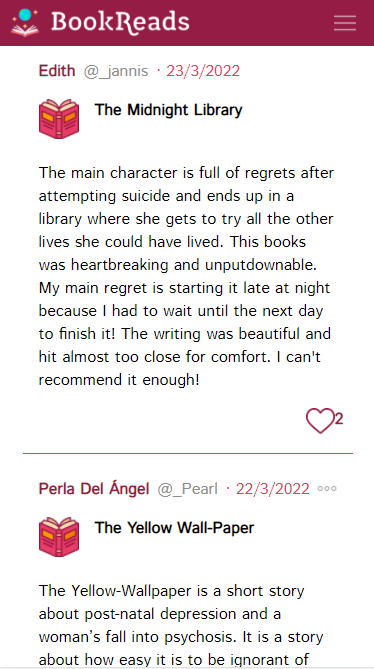 BookReads
Edith @_jannis · 23/3/2022
The Midnight Library
The main character is full of regrets after
attempting suicide and ends up in a
library where she gets to try all the other
lives she could have lived. This books
was heartbreaking and unputdownable.
My main regret is starting it late at night
because I had to wait until the next day
to finish it! The writing was beautiful and
hit almost too close for comfort. I can't
recommend it enough!
2
Perla Del Ángel @_Pearl · 22/3/2022
The Yellow Wall-Paper
The Yellow-Wallpaper is a short story
about post-natal depression and a
woman's fall into psychosis. It is a story
about how easy it is to be ignorant of